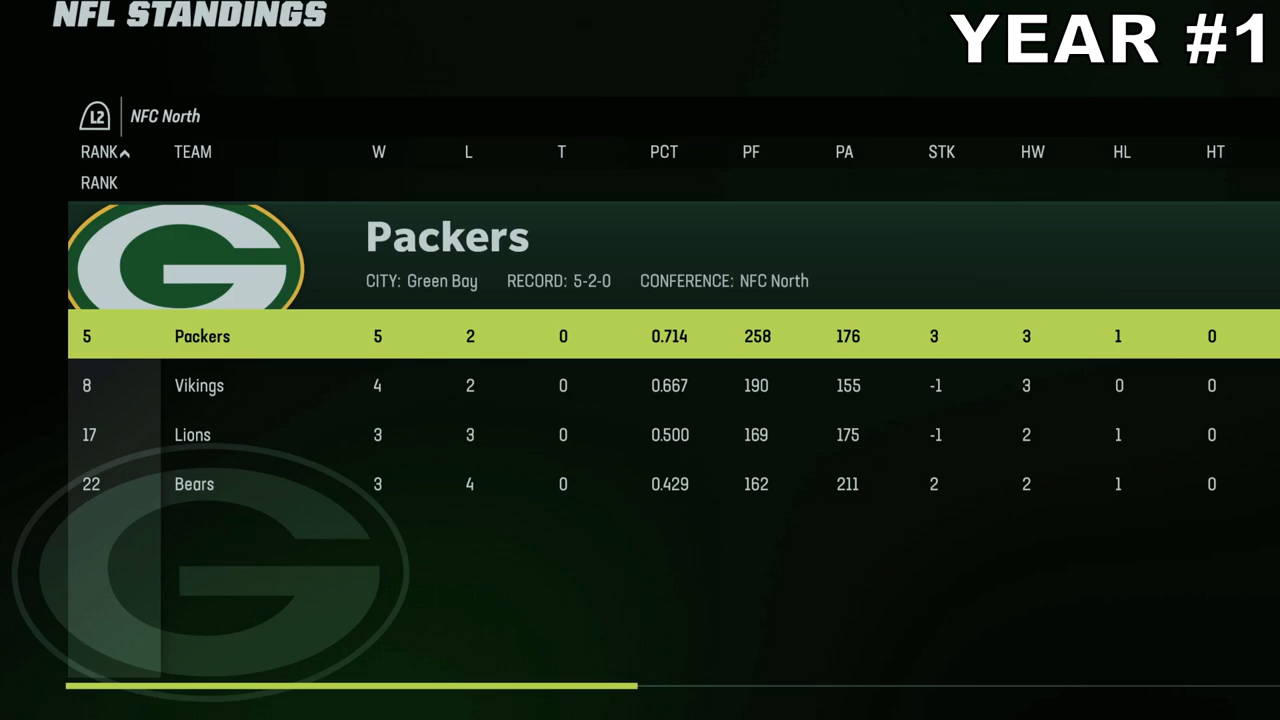 NFL STANDINGS
YEAR #1
L2 NFC North
RANK TEAM W L T PCT PF PA STK HW HL HT
RANK
G
Packers
CITY: Green Bay RECORD: 5-2-0 CONFERENCE: NFC North
5 Packers 5 2 0 0.714 258 176 3 3 1 0
8 Vikings 4 2 0 0.667 190 155 -1 3 0 0
17 Lions 3 3 0 0.500 169 175 -1 2 1 0
22 Bears 3 4 0 0.429 162 211 2 2 1 0
G